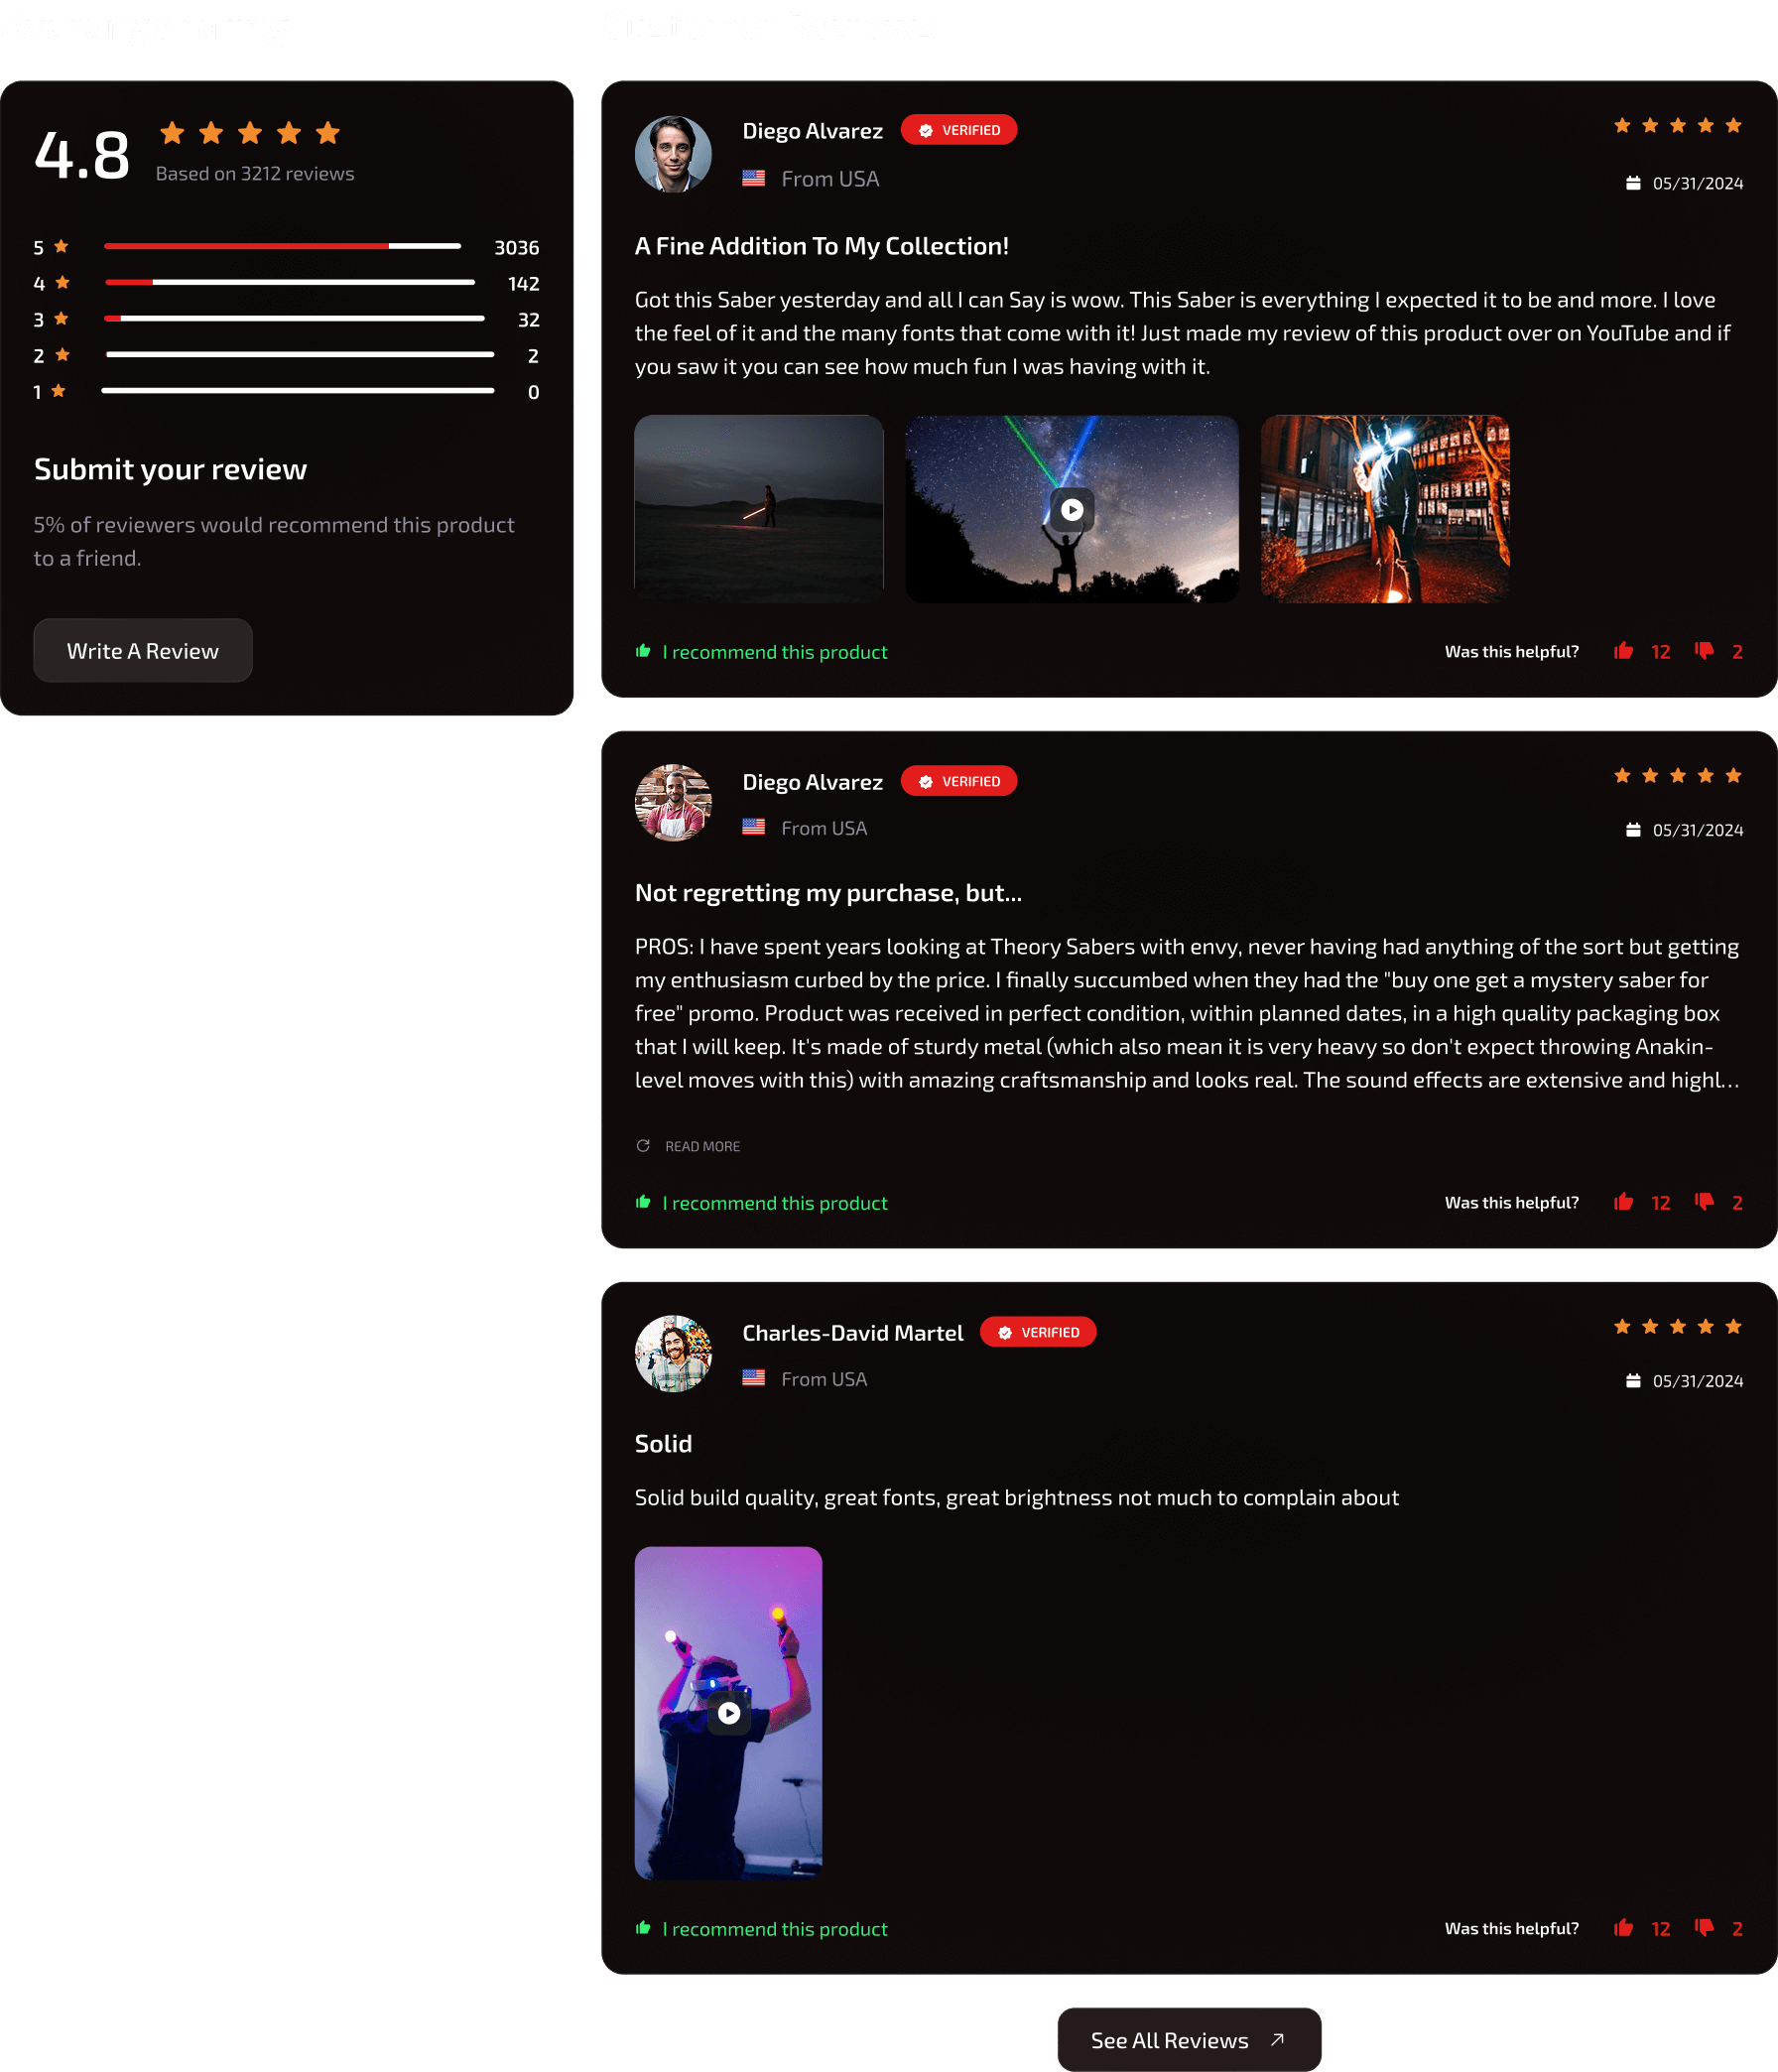 4.8
Based on 3212 reviews
5 3036
4 142
3 32
2 2
1 0
Submit your review
5% of reviewers would recommend this product
to a friend.
Write A Review
Diego Alvarez VERIFIED
From USA
05/31/2024
A Fine Addition To My Collection!
Got this Saber yesterday and all I can Say is wow. This Saber is everything I expected it to be and more. I love
the feel of it and the many fonts that come with it! Just made my review of this product over on YouTube and if
you saw it you can see how much fun I was having with it.
I recommend this product
Was this helpful? 12 2
Diego Alvarez VERIFIED
From USA
05/31/2024
Not regretting my purchase, but...
PROS: I have spent years looking at Theory Sabers with envy, never having had anything of the sort but getting
my enthusiasm curbed by the price. I finally succumbed when they had the "buy one get a mystery saber for
free" promo. Product was received in perfect condition, within planned dates, in a high quality packaging box
that I will keep. It's made of sturdy metal (which also mean it is very heavy so don't expect throwing Anakin-
level moves with this) with amazing craftsmanship and looks real. The sound effects are extensive and highl...
READ MORE
I recommend this product
Was this helpful? 12 2
Charles-David Martel VERIFIED
From USA
05/31/2024
Solid
Solid build quality, great fonts, great brightness not much to complain about
I recommend this product
Was this helpful? 12 2
See All Reviews